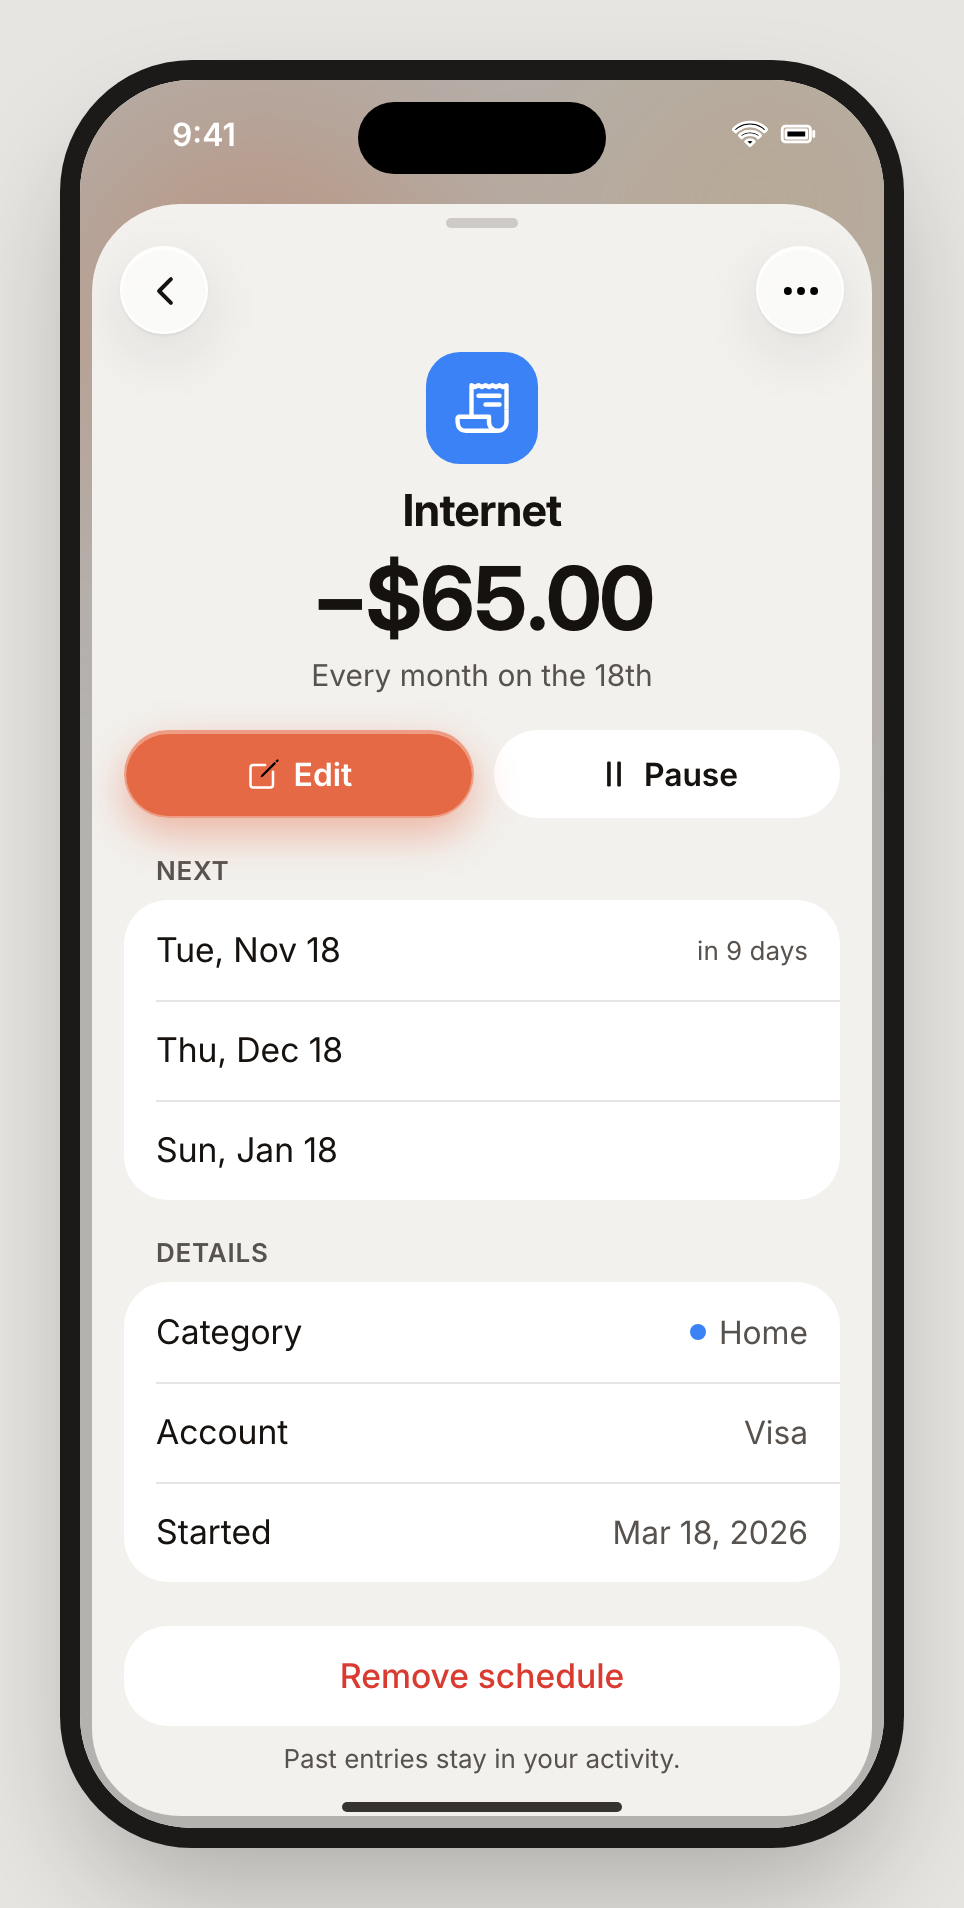 9:41
Internet
–$65.00
Every month on the 18th
Edit
Pause
NEXT
Tue, Nov 18
in 9 days
Thu, Dec 18
Sun, Jan 18
DETAILS
Category
Home
Account
Visa
Started
Mar 18, 2026
Remove schedule
Past entries stay in your activity.